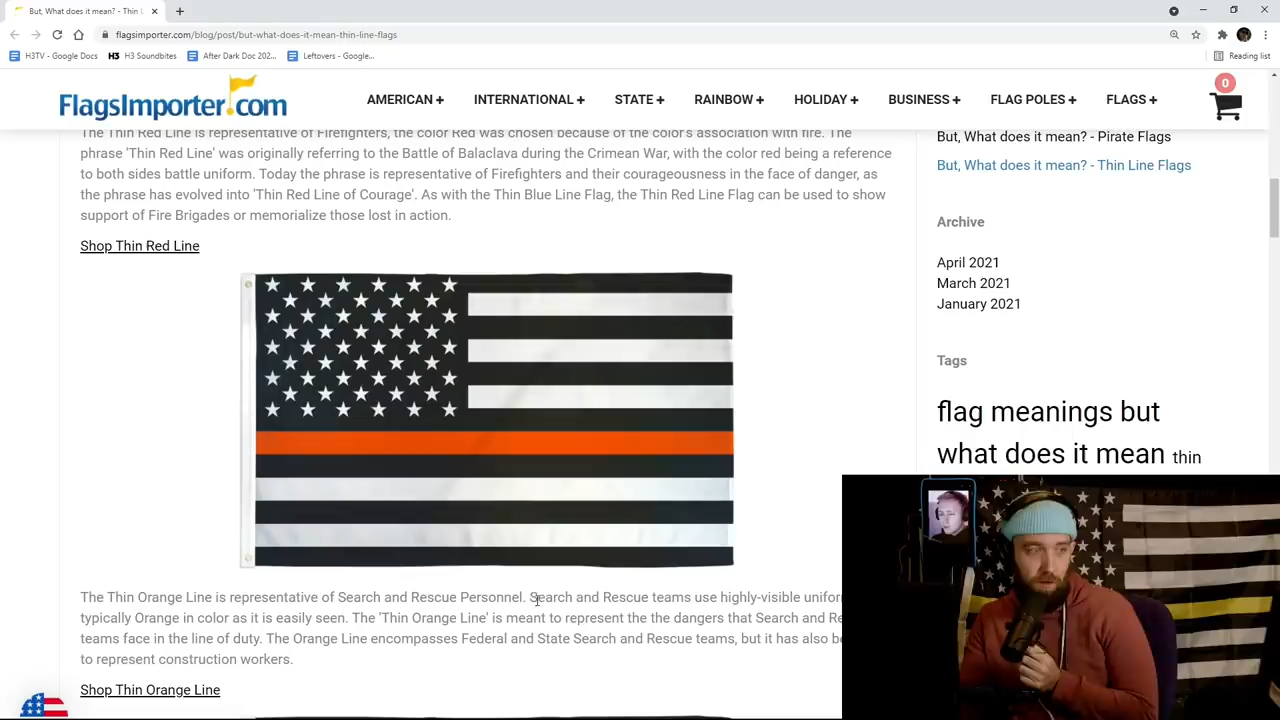 But, What does it mean? - Thin
flagsimporter.com/blog/post/but-what-does-it-mean-thin-line-flags
H3TV - Google Docs
H3 H3 Soundbites
After Dark Doc 202...
Leftovers - Google...
Reading list
FlagsImporter.com
AMERICAN +
INTERNATIONAL +
STATE +
RAINBOW +
HOLIDAY +
BUSINESS +
FLAG POLES +
FLAGS +
0
The Thin Red Line is representative of Firefighters, the color Red was chosen because of the color's association with fire. The
phrase 'Thin Red Line' was originally referring to the Battle of Balaclava during the Crimean War, with the color red being a reference
to both sides battle uniform. Today the phrase is representative of Firefighters and their courageousness in the face of danger, as
the phrase has evolved into 'Thin Red Line of Courage'. As with the Thin Blue Line Flag, the Thin Red Line Flag can be used to show
support of Fire Brigades or memorialize those lost in action.
Shop Thin Red Line
The Thin Orange Line is representative of Search and Rescue Personnel. Search and Rescue teams use highly-visible
typically Orange in color as it is easily seen. The 'Thin Orange Line' is meant to represent the the dangers that Search and
teams face in the line of duty. The Orange Line encompasses Federal and State Search and Rescue teams, but it has also
to represent construction workers.
Shop Thin Orange Line
But, What does it mean? - Pirate Flags
But, What does it mean? - Thin Line Flags
Archive
April 2021
March 2021
January 2021
Tags
flag meanings but
what does it mean thin